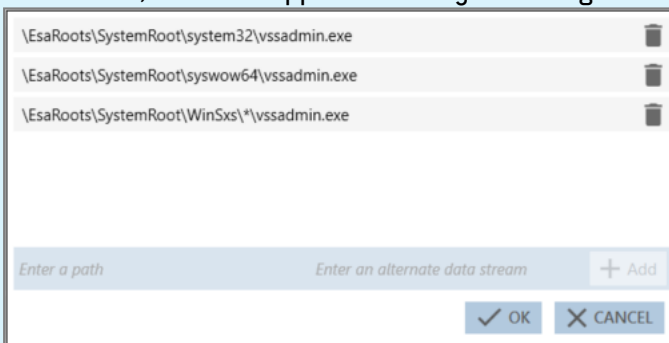 \EsaRoots\SystemRoot\system32\vssadmin.exe
\EsaRoots\SystemRoot\syswow64\vssadmin.exe
\EsaRoots\SystemRoot\WinSxs\*\vssadmin.exe
Enter a path Enter an alternate data stream + Add
OK CANCEL